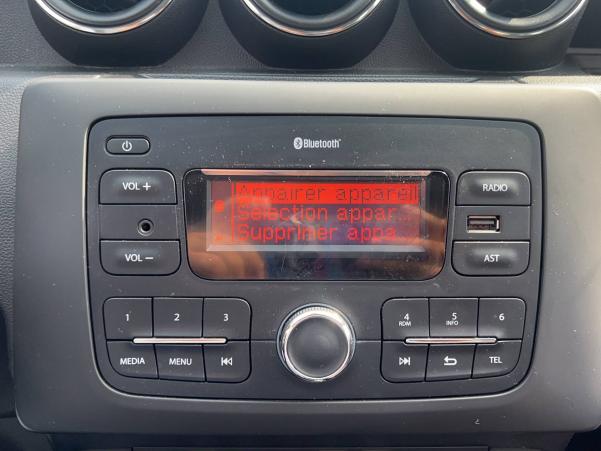 Bluetooth
VOL +
Appairer appareil
Sélection appar...
Supprimer appa...
RADIO
VOL −
AST
1
2
3
4
RDM
5
INFO
6
MEDIA
MENU
TEL